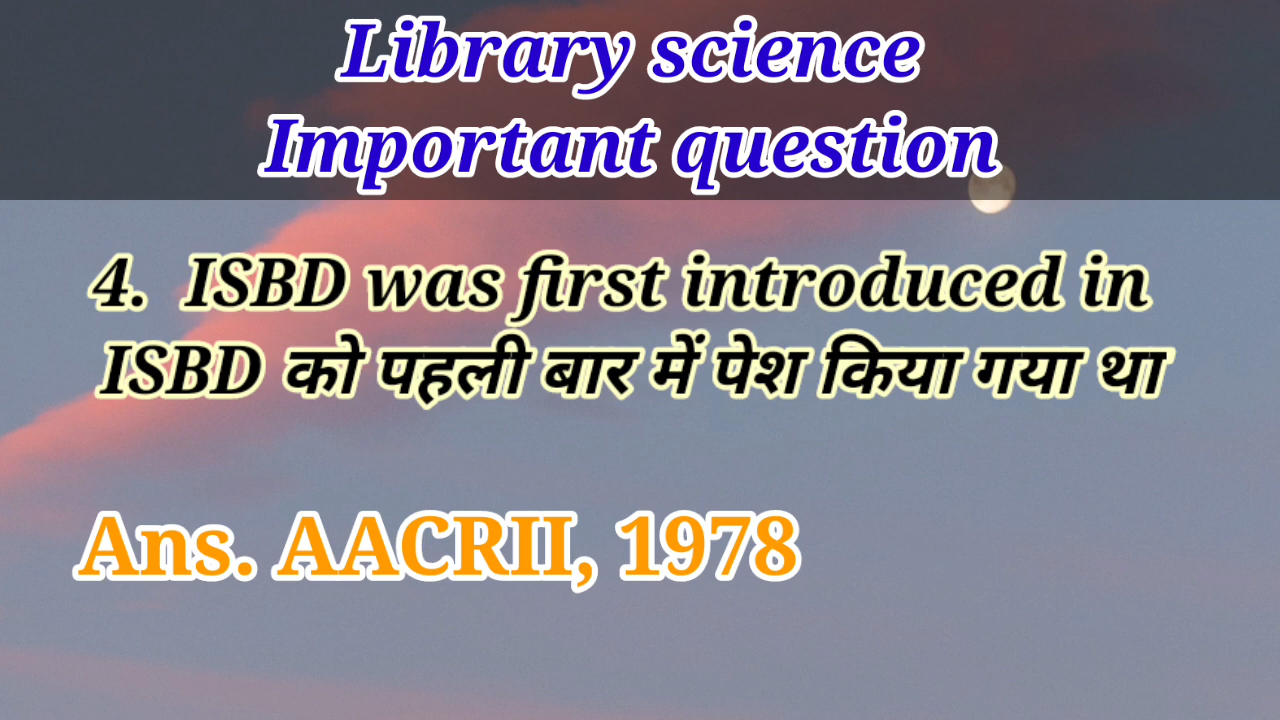 Library science
Important question
4. ISBD was first introduced in
ISBD को पहली बार में पेश किया गया था
Ans. AACRII, 1978